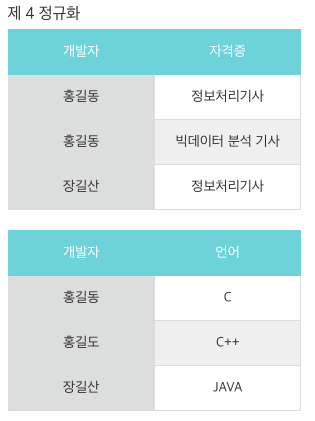 제 4 정규화
개발자 자격증
홍길동 정보처리기사
홍길동 빅데이터 분석 기사
장길산 정보처리기사
개발자 언어
홍길동 C
홍길도 C++
장길산 JAVA